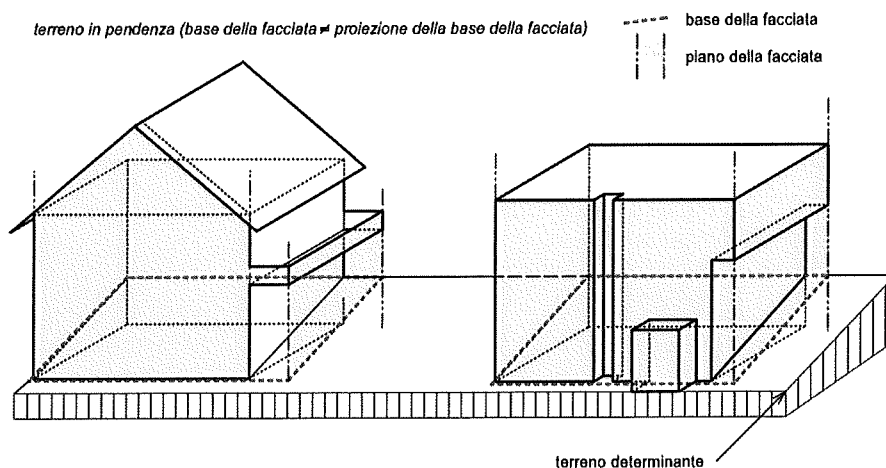 terreno in pendenza (base della facciata ≠ proiezione della base della facciata)
base della facciata
piano della facciata
terreno determinante